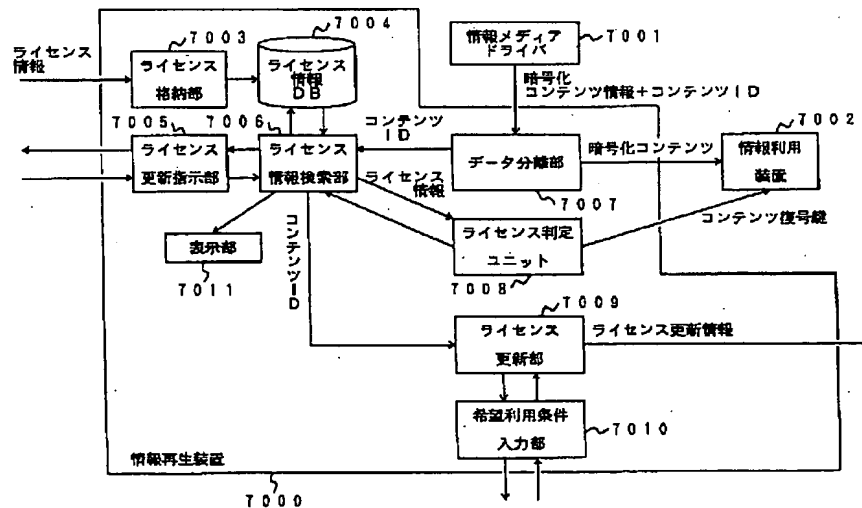 ライセンス
情報
7003
ライセンス
格納部
7004
ライセンス
情報
DB
情報メディア
ドライバ
7001
暗号化
コンテンツ情報+コンテンツID
7005
ライセンス
更新指示部
7006
ライセンス
情報検索部
コンテンツ
ID
データ分離部
7007
暗号化コンテンツ
7002
情報利用
装置
ライセンス
情報
ライセンス判定
ユニット
7008
コンテンツ復号鍵
表示部
7011
コンテンツID
7009
ライセンス
更新部
ライセンス更新情報
希望利用条件
入力部
7010
情報再生装置
7000